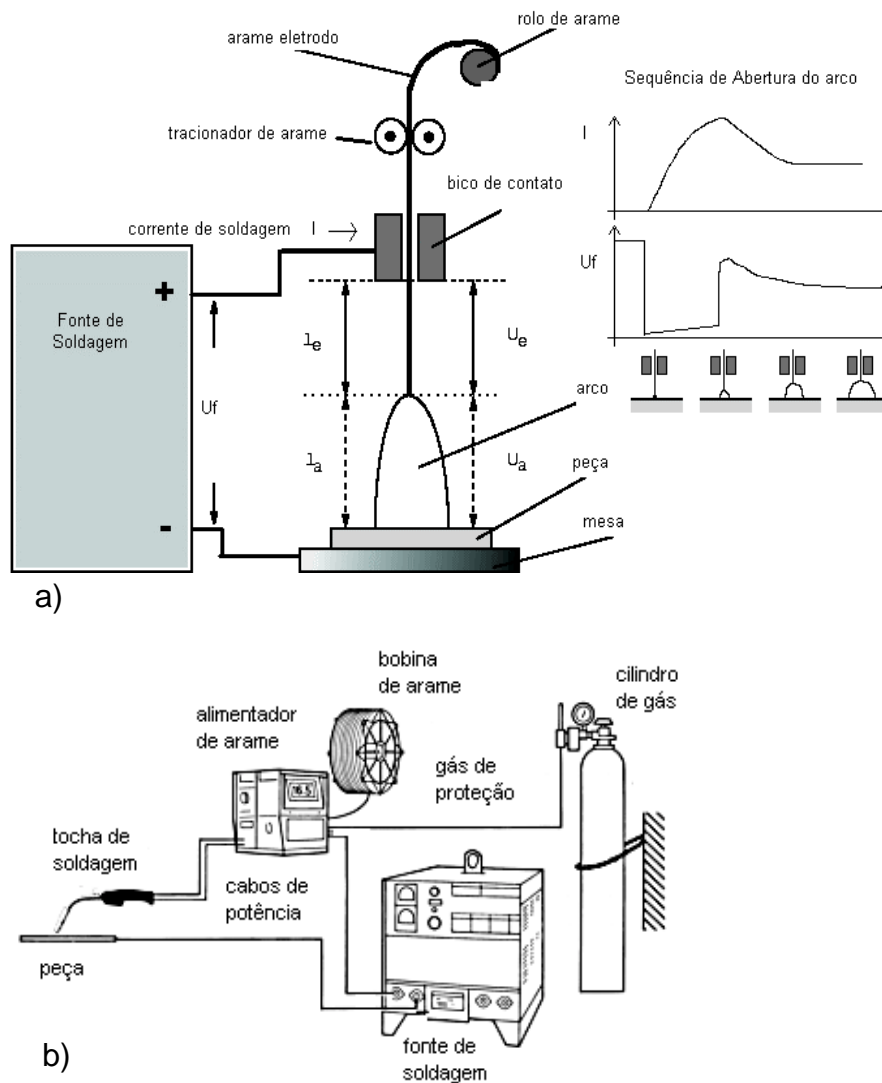 rolo de arame
arame eletrodo
Sequência de Abertura do arco
tracionador de arame
I
bico de contato
corrente de soldagem I
Uf
+
Fonte de
Soldagem
le
Ue
Uf
arco
la
Ua
peça
-
mesa
a)
bobina
de arame
cilindro
de gás
alimentador
de arame
gás de
proteção
16.5
tocha de
soldagem
cabos de
potência
peça
fonte de
soldagem
b)